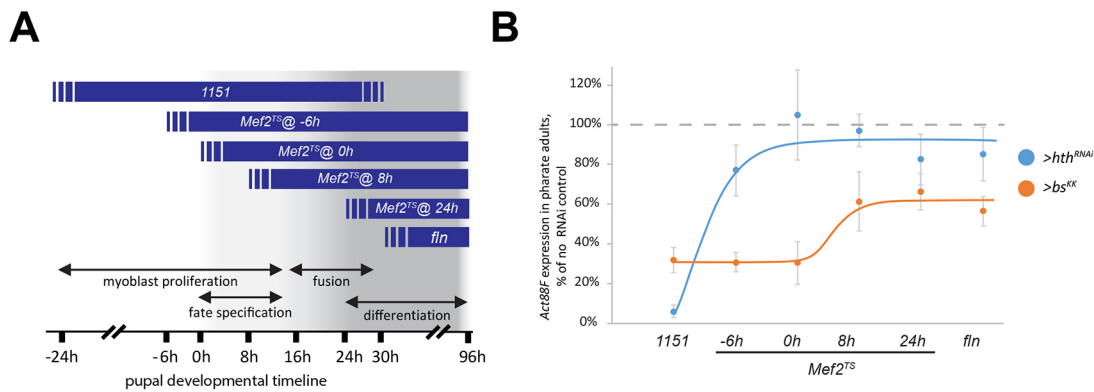 A
1151
Mef2TS@ -6h
Mef2TS@ 0h
Mef2TS@ 8h
Mef2TS@ 24h
fln
myoblast proliferation
fusion
fate specification
differentiation
-24h -6h 0h 8h 16h 24h 30h 96h
pupal developmental timeline
B
Act88F expression in pharate adults,
% of no RNAi control
120%
100%
80%
60%
40%
20%
0%
1151 -6h 0h 8h 24h fln
Mef2TS
>hthRNAi
>bsKK